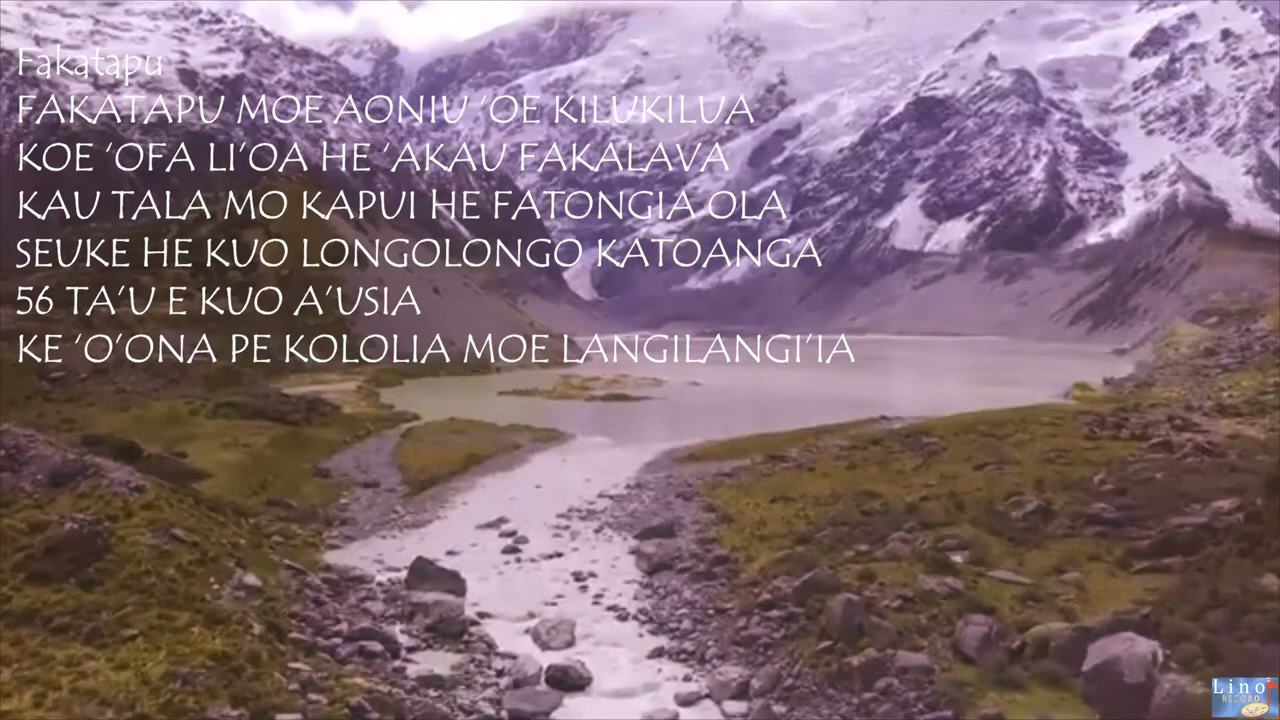 Fakatapu
FAKATAPU MOE AONIU ‘OE KILUKILUA
KOE ‘OFA LI’OA HE ‘AKAU FAKALAVA
KAU TALA MO KAPUI HE FATONGIA OLA
SEUKE HE KUO LONGOLONGO KATOANGA
56 TA‘U E KUO A‘USIA
KE ‘O‘ONA PE KOLOLIA MOE LANGILANGI’IA
Lino
RECORD